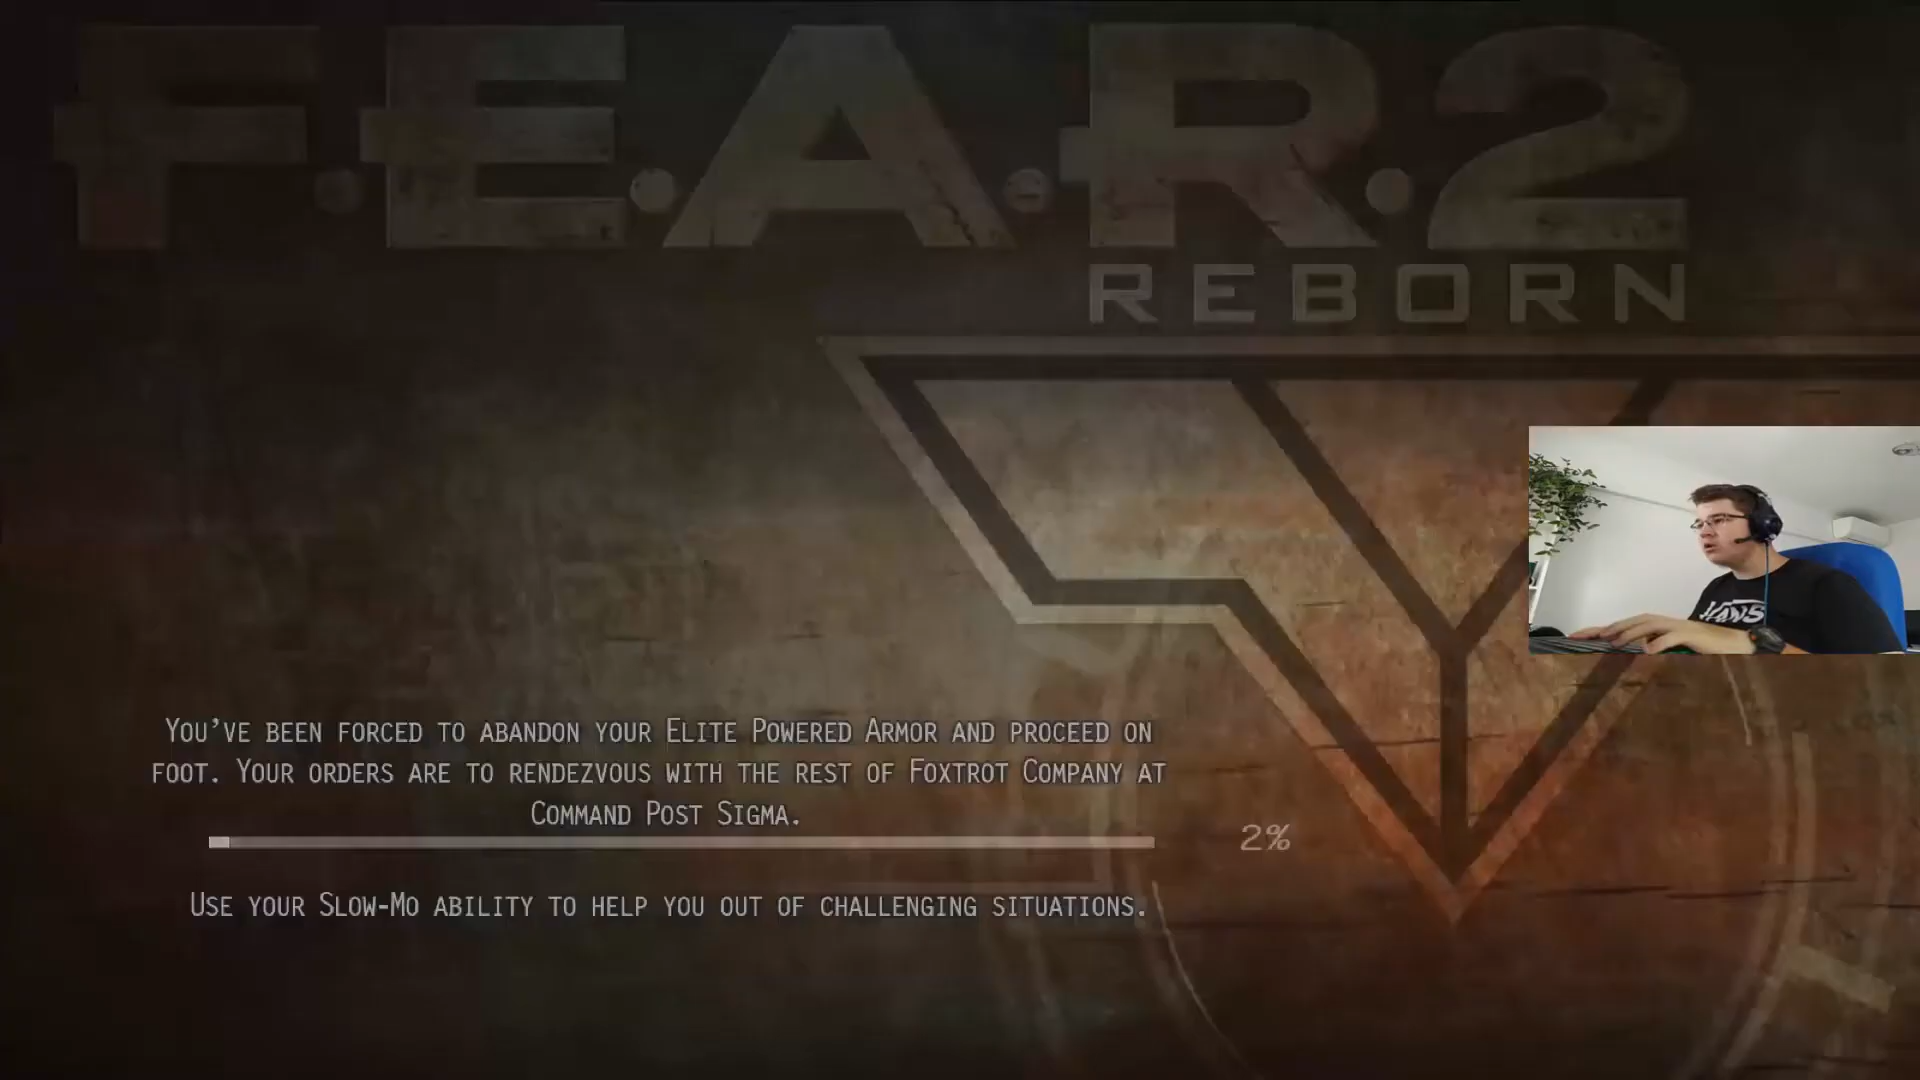 F.E.A.R.2
REBORN
VANS
You've been forced to abandon your Elite Powered Armor and proceed on
foot. Your orders are to rendezvous with the rest of Foxtrot Company at
Command Post Sigma.
2%
Use your Slow-Mo ability to help you out of challenging situations.